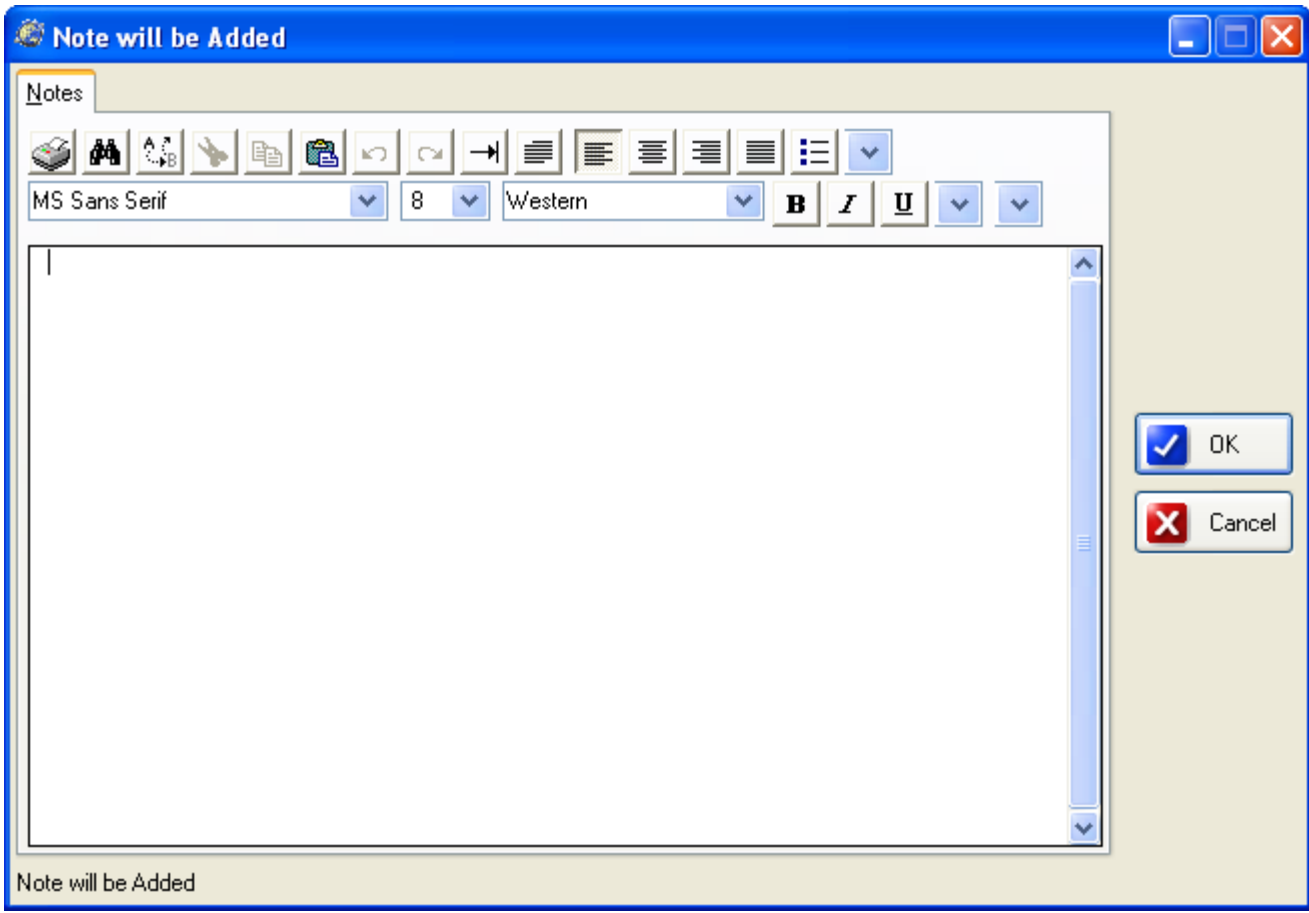 Note will be Added
Notes
MS Sans Serif 8 Western B I U
OK
Cancel
Note will be Added